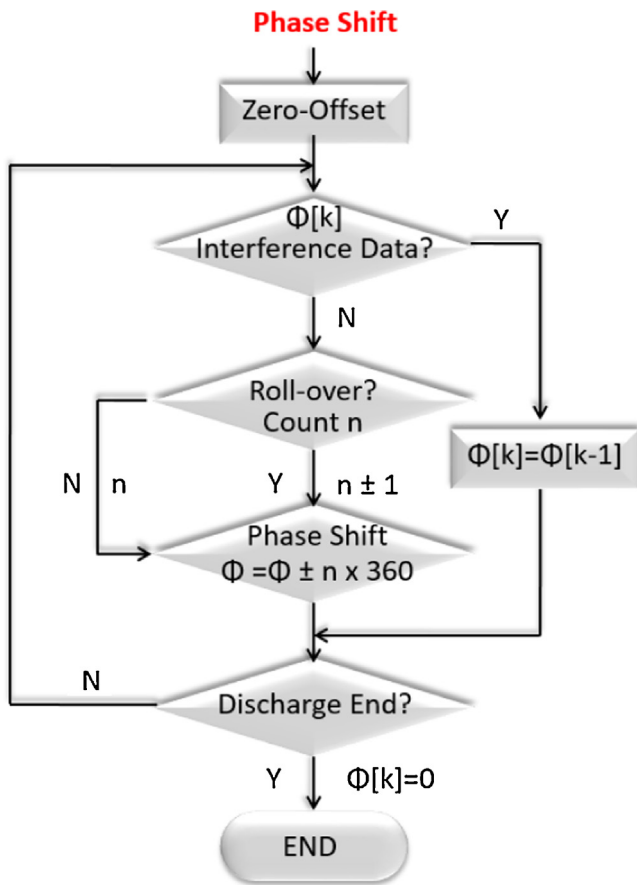 Phase Shift
Zero-Offset
Φ[k]
Interference Data?
Y
N
Roll-over?
Count n
Φ[k]=Φ[k-1]
N n
Y n ± 1
Phase Shift
Φ =Φ ± n x 360
N
Discharge End?
Y Φ[k]=0
END